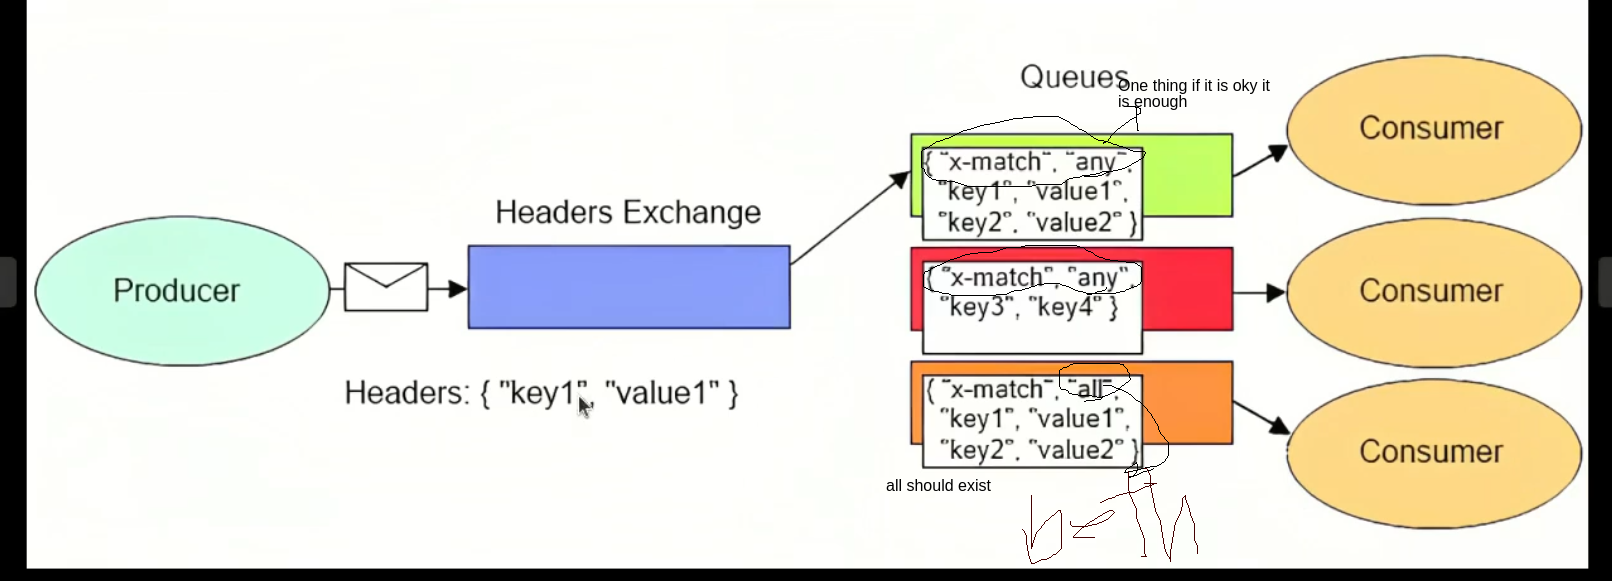 Queues
One thing if it is oky it
is enough
Consumer
{ "x-match", "any",
"key1", "value1",
"key2", "value2" }
Headers Exchange
Producer
{ "x-match", "any",
"key3", "key4" }
Consumer
Headers: { "key1", "value1" }
{ "x-match", "all",
"key1", "value1",
"key2", "value2" }
Consumer
all should exist